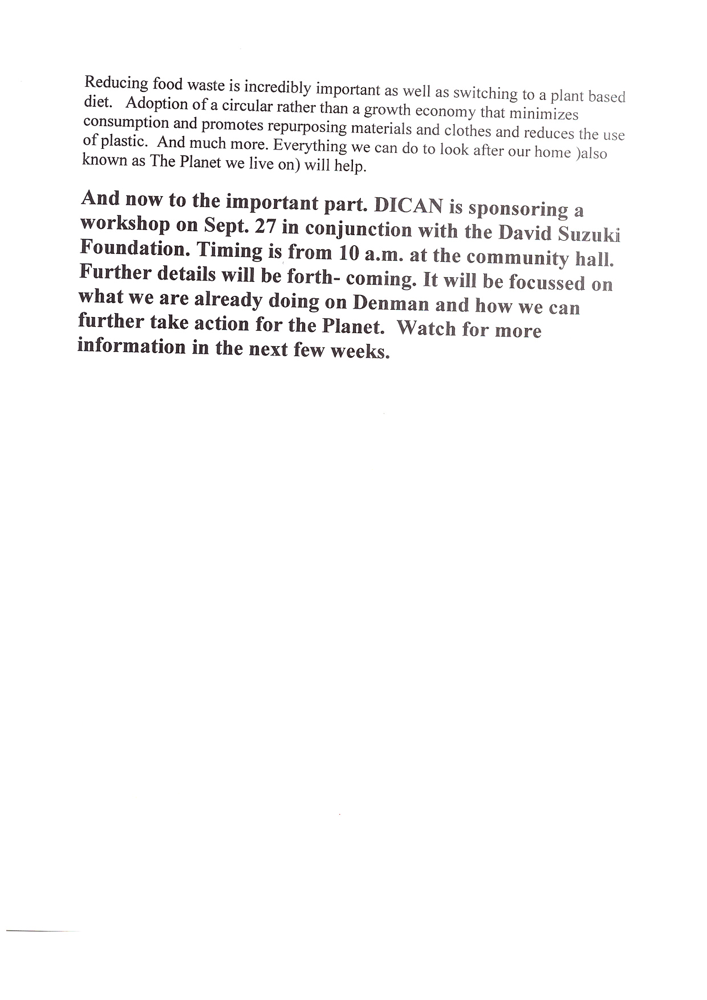 Reducing food waste is incredibly important as well as switching to a plant based
diet.   Adoption of a circular rather than a growth economy that minimizes
consumption and promotes repurposing materials and clothes and reduces the use
of plastic.  And much more. Everything we can do to look after our home )also
known as The Planet we live on) will help.
And now to the important part. DICAN is sponsoring a
workshop on Sept. 27 in conjunction with the David Suzuki
Foundation. Timing is from 10 a.m. at the community hall.
Further details will be forth- coming. It will be focussed on
what we are already doing on Denman and how we can
further take action for the Planet.  Watch for more
information in the next few weeks.